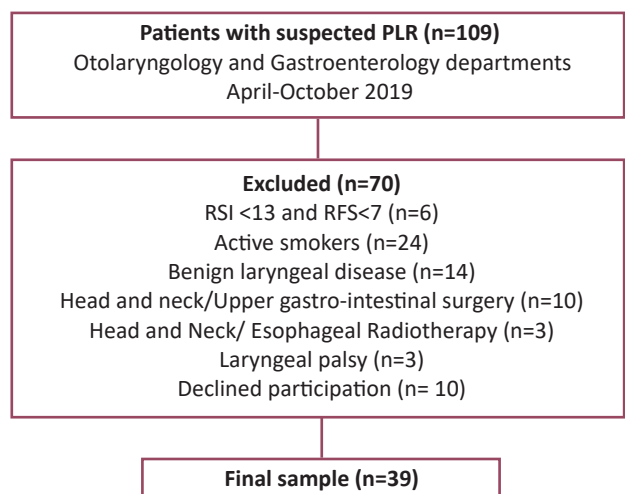 Patients with suspected PLR (n=109)
Otolaryngology and Gastroenterology departments
April-October 2019
Excluded (n=70)
RSI <13 and RFS<7 (n=6)
Active smokers (n=24)
Benign laryngeal disease (n=14)
Head and neck/Upper gastro-intestinal surgery (n=10)
Head and Neck/ Esophageal Radiotherapy (n=3)
Laryngeal palsy (n=3)
Declined participation (n= 10)
Final sample (n=39)